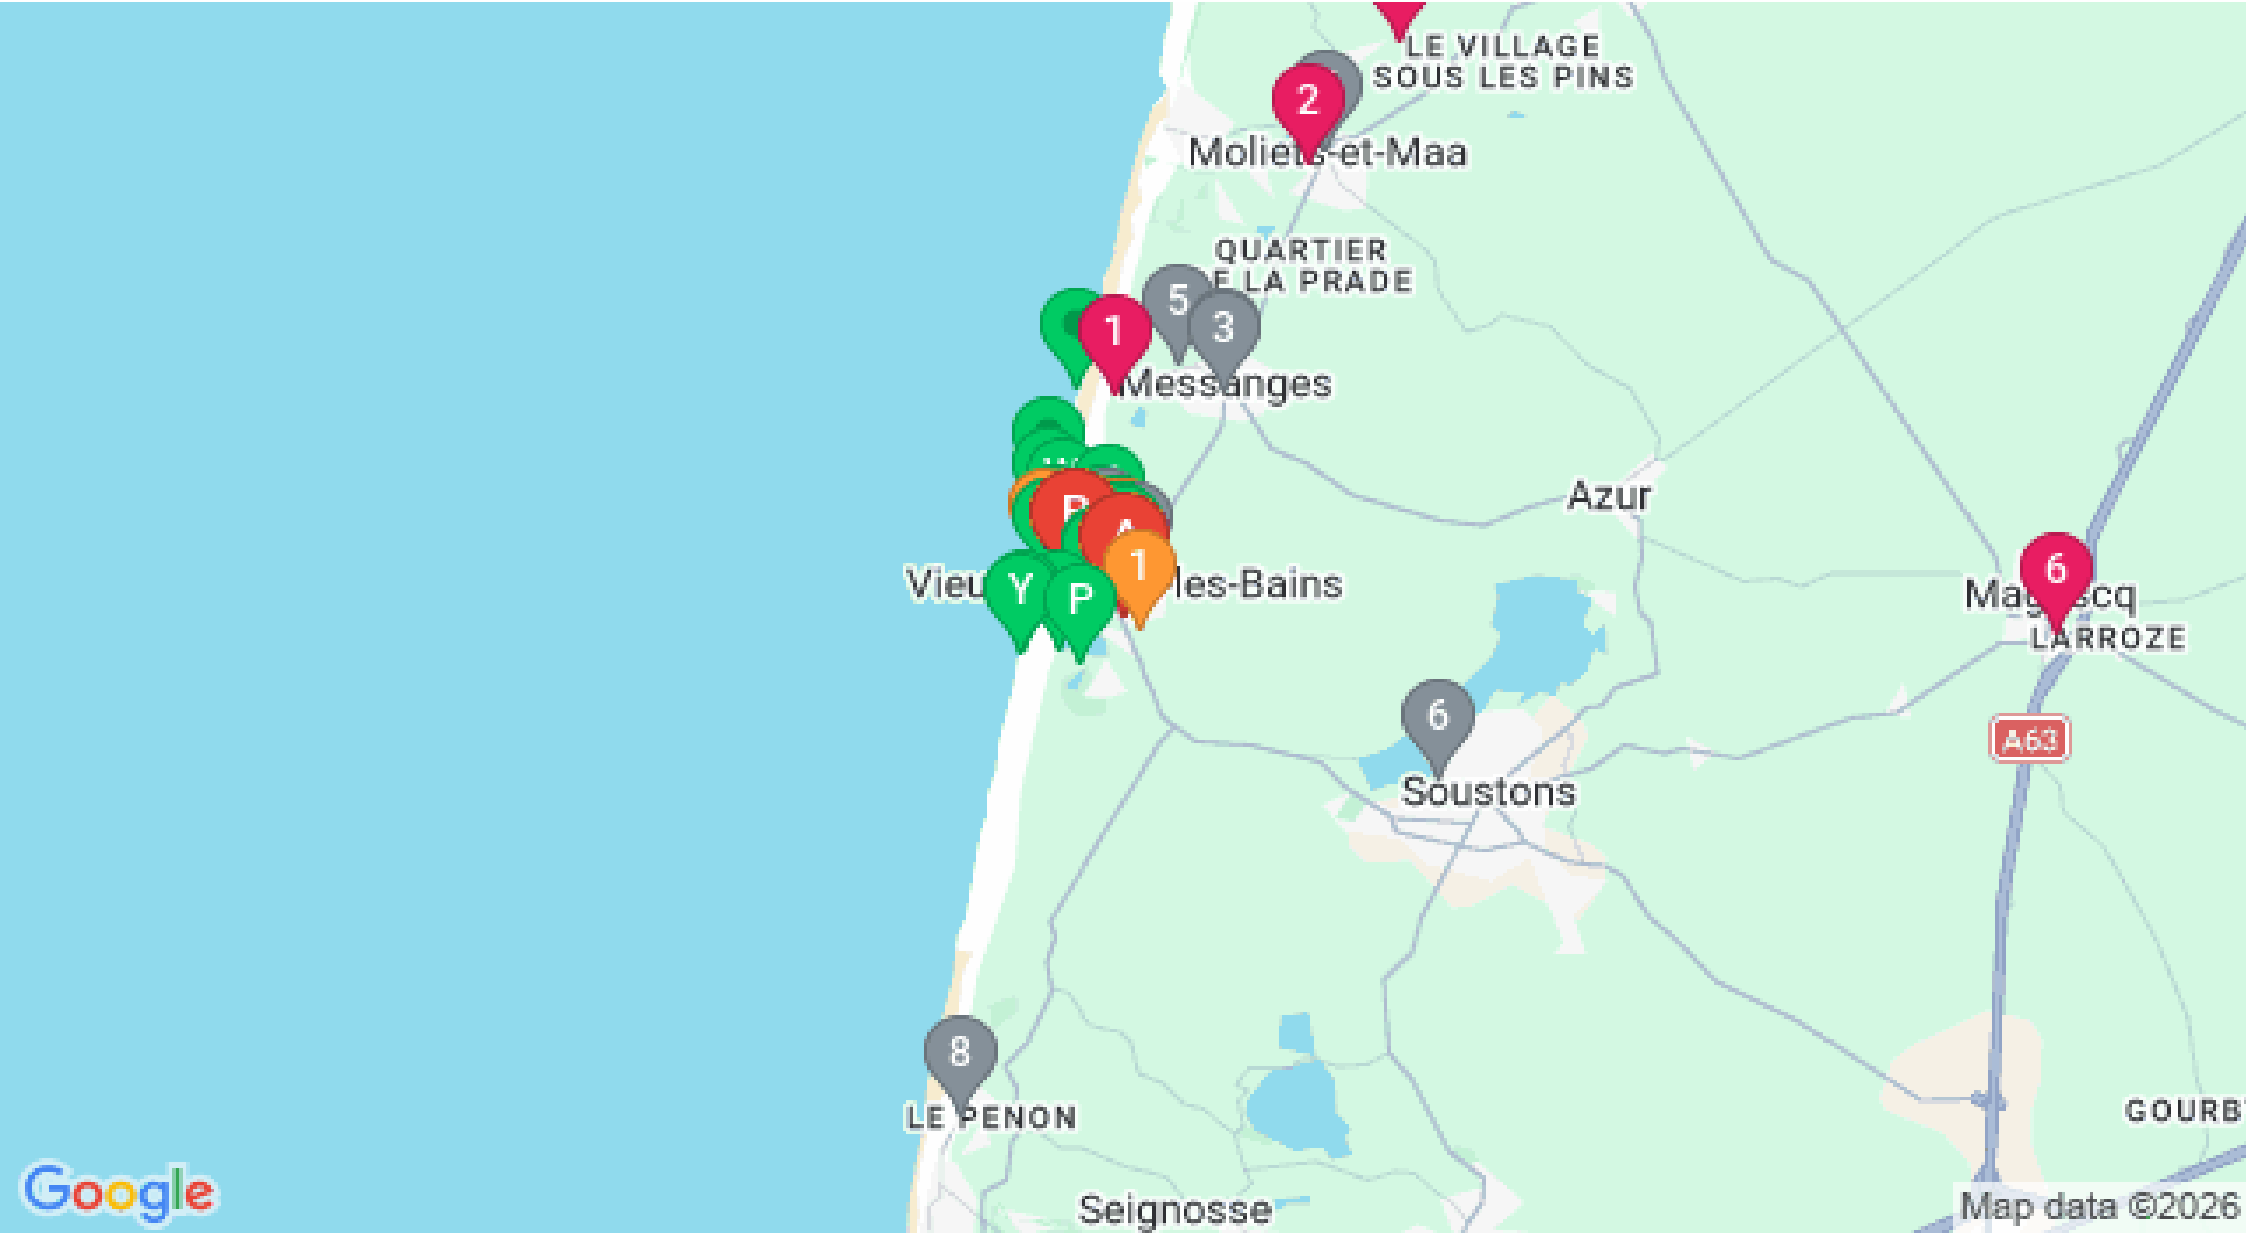 LE VILLAGE
SOUS LES PINS
2
Moliets-et-Maa
QUARTIER
E LA PRADE
5
3
1
Messanges
Azur
1
Vieu
les-Bains
Y
P
6
LARROZE
6
A63
Soustons
8
LE PENON
GOURB
Seignosse
Google
Map data ©2026